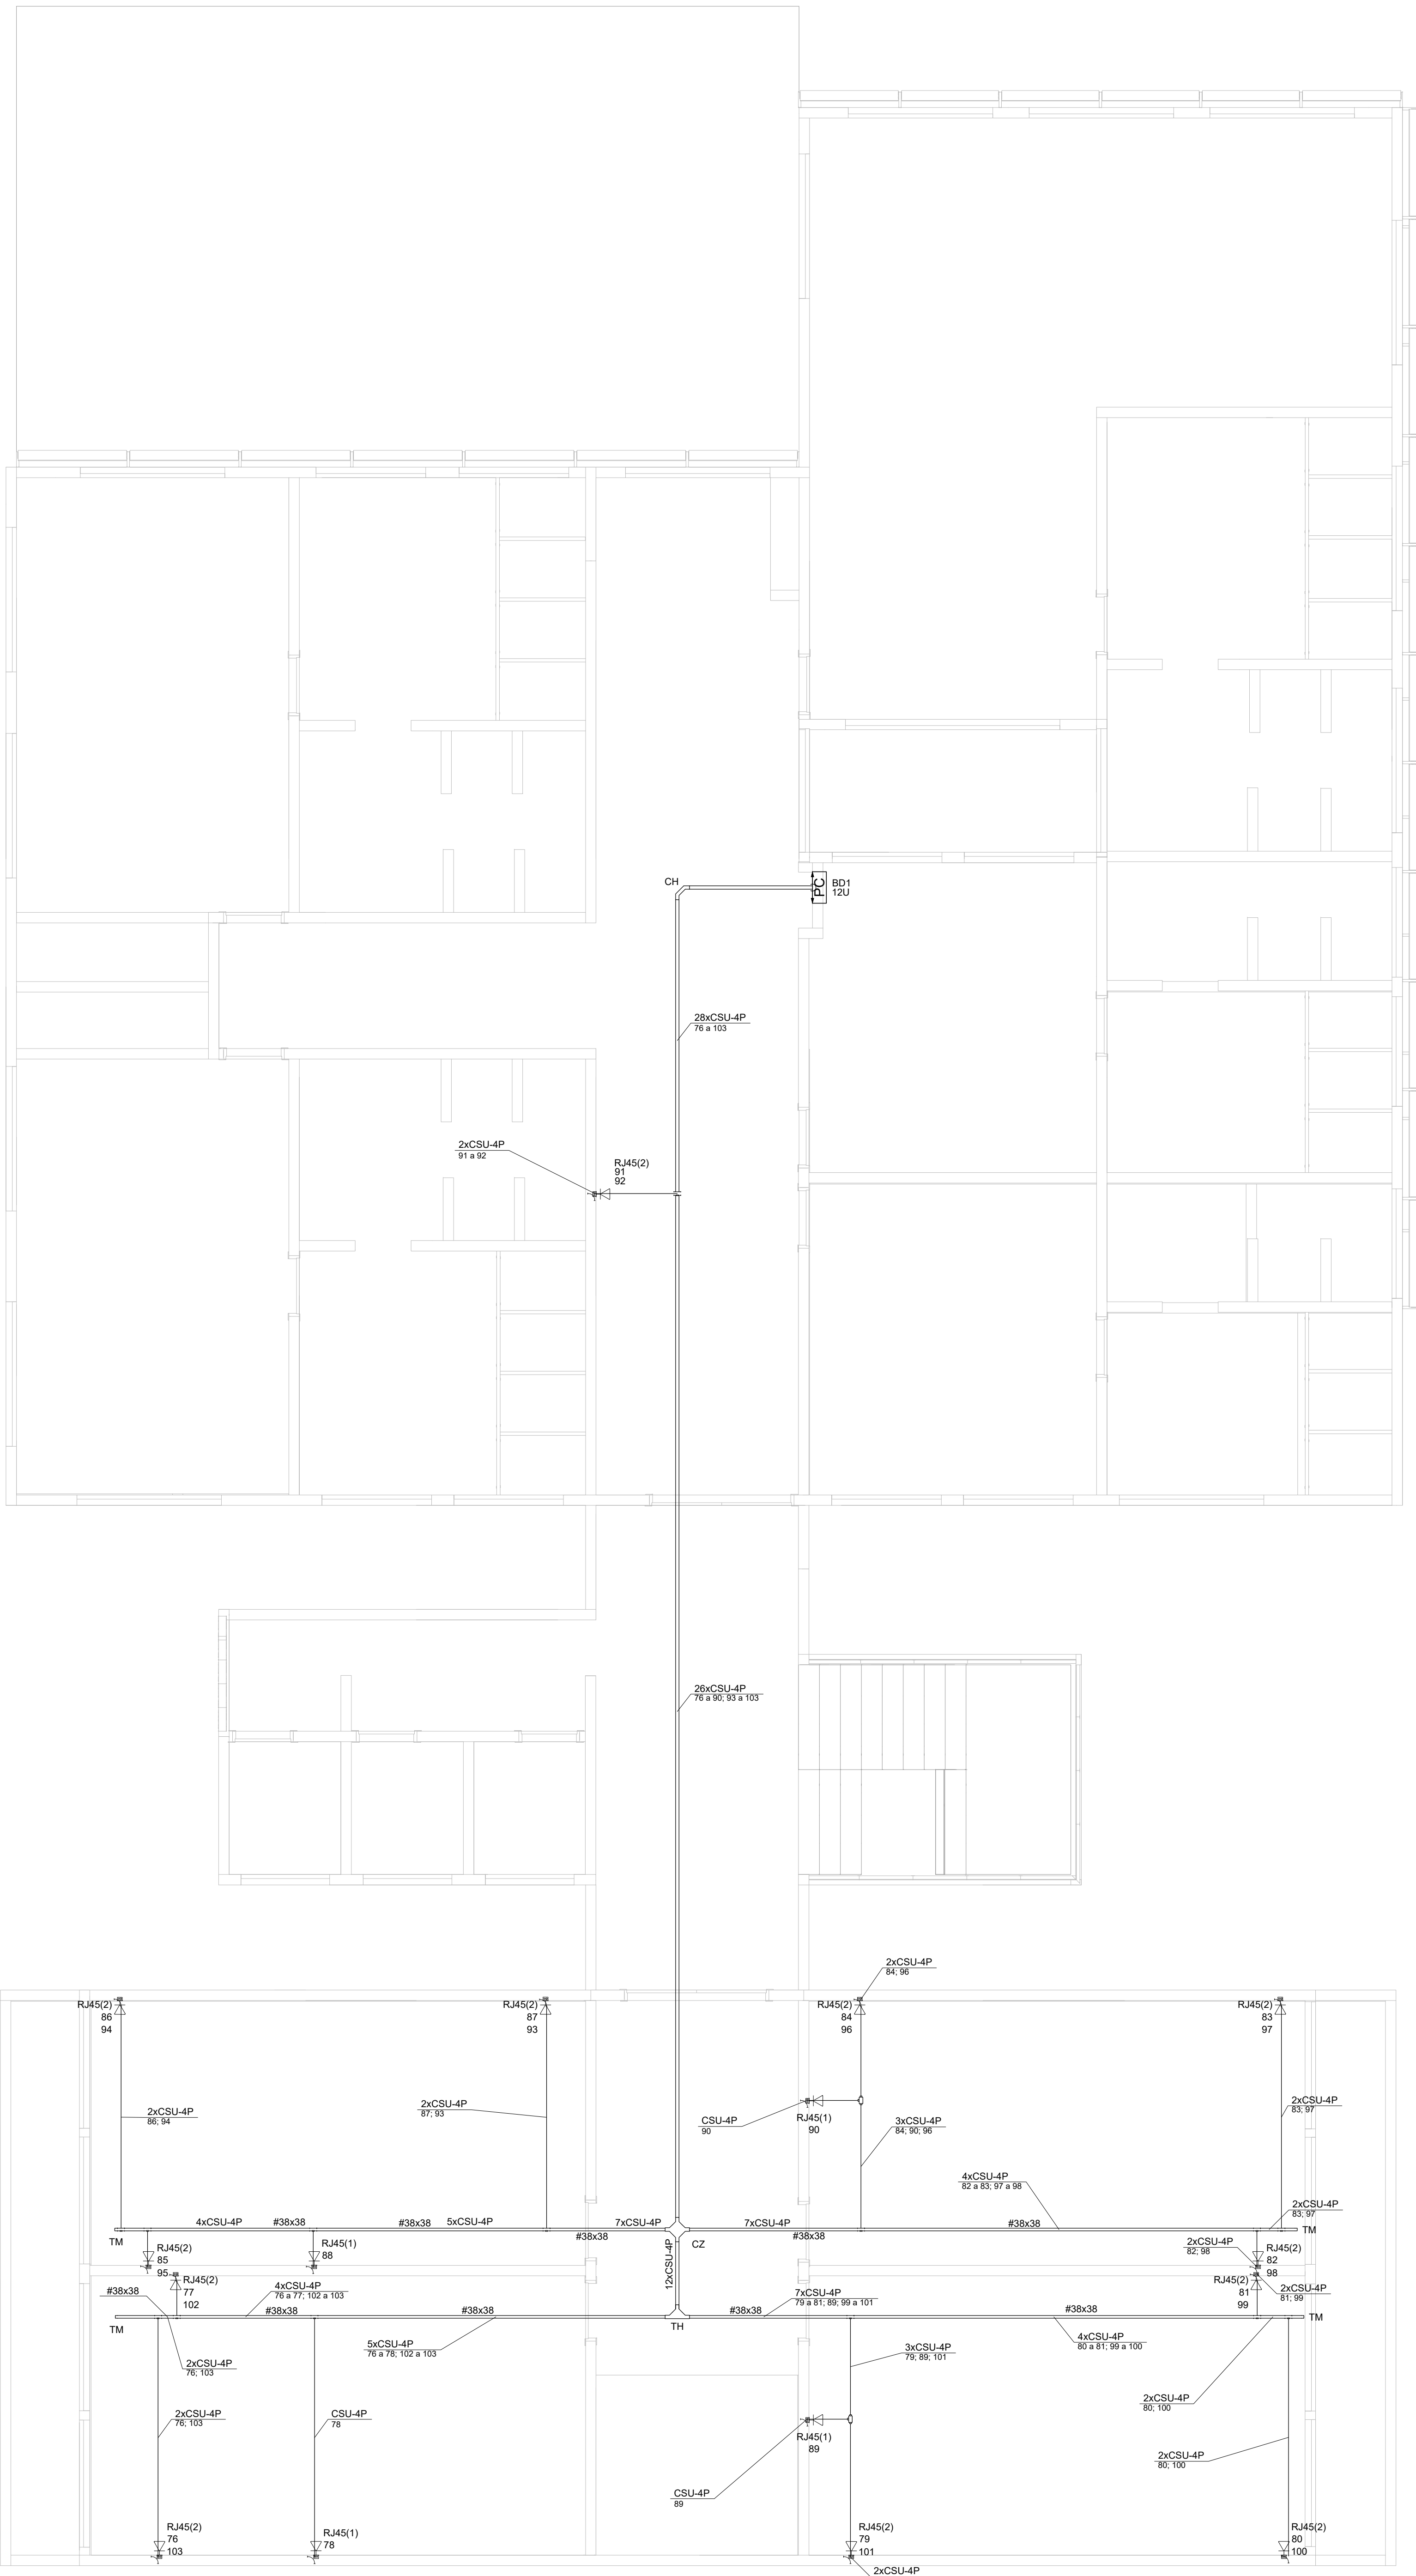 CH
PC
BD1
12U
28xCSU-4P
76 a 103
2xCSU-4P
91 a 92
RJ45(2)
91
92
26xCSU-4P
76 a 90; 93 a 103
2xCSU-4P
84; 96
RJ45(2)
86
94
RJ45(2)
87
93
RJ45(2)
84
96
RJ45(2)
83
97
2xCSU-4P
86; 94
2xCSU-4P
87; 93
CSU-4P
90
RJ45(1)
90
3xCSU-4P
84; 90; 96
2xCSU-4P
83; 97
4xCSU-4P
82 a 83; 97 a 98
2xCSU-4P
83; 97
4xCSU-4P
#38x38
#38x38
5xCSU-4P
7xCSU-4P
#38x38
7xCSU-4P
#38x38
#38x38
TM
TM
CZ
12xCSU-4P
RJ45(2)
85
95
RJ45(1)
88
2xCSU-4P
82; 98
RJ45(2)
82
98
RJ45(2)
77
102
RJ45(2)
81
99
2xCSU-4P
81; 99
#38x38
4xCSU-4P
76 a 77; 102 a 103
#38x38
#38x38
#38x38
7xCSU-4P
79 a 81; 89; 99 a 101
#38x38
TM
TH
TM
5xCSU-4P
76 a 78; 102 a 103
3xCSU-4P
79; 89; 101
4xCSU-4P
80 a 81; 99 a 100
2xCSU-4P
76; 103
2xCSU-4P
80; 100
2xCSU-4P
76; 103
CSU-4P
78
RJ45(1)
89
2xCSU-4P
80; 100
CSU-4P
89
RJ45(2)
76
103
RJ45(1)
78
RJ45(2)
79
101
RJ45(2)
80
100
2xCSU-4P